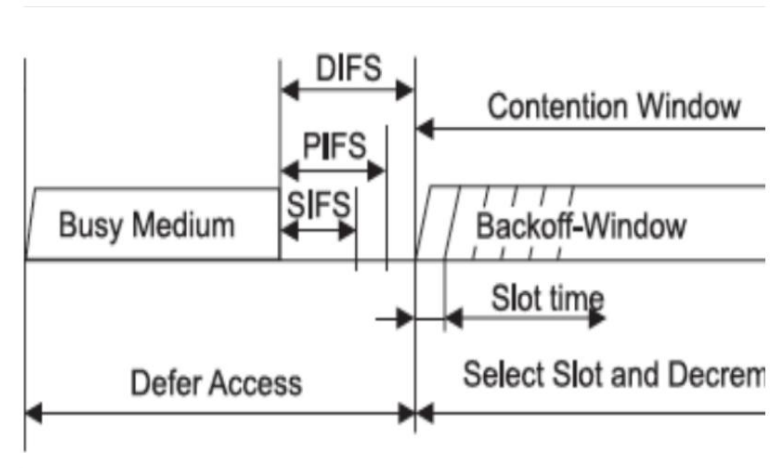 DIFS
Contention Window
PIFS
SIFS
Busy Medium
Backoff-Window
Slot time
Defer Access
Select Slot and Decrem